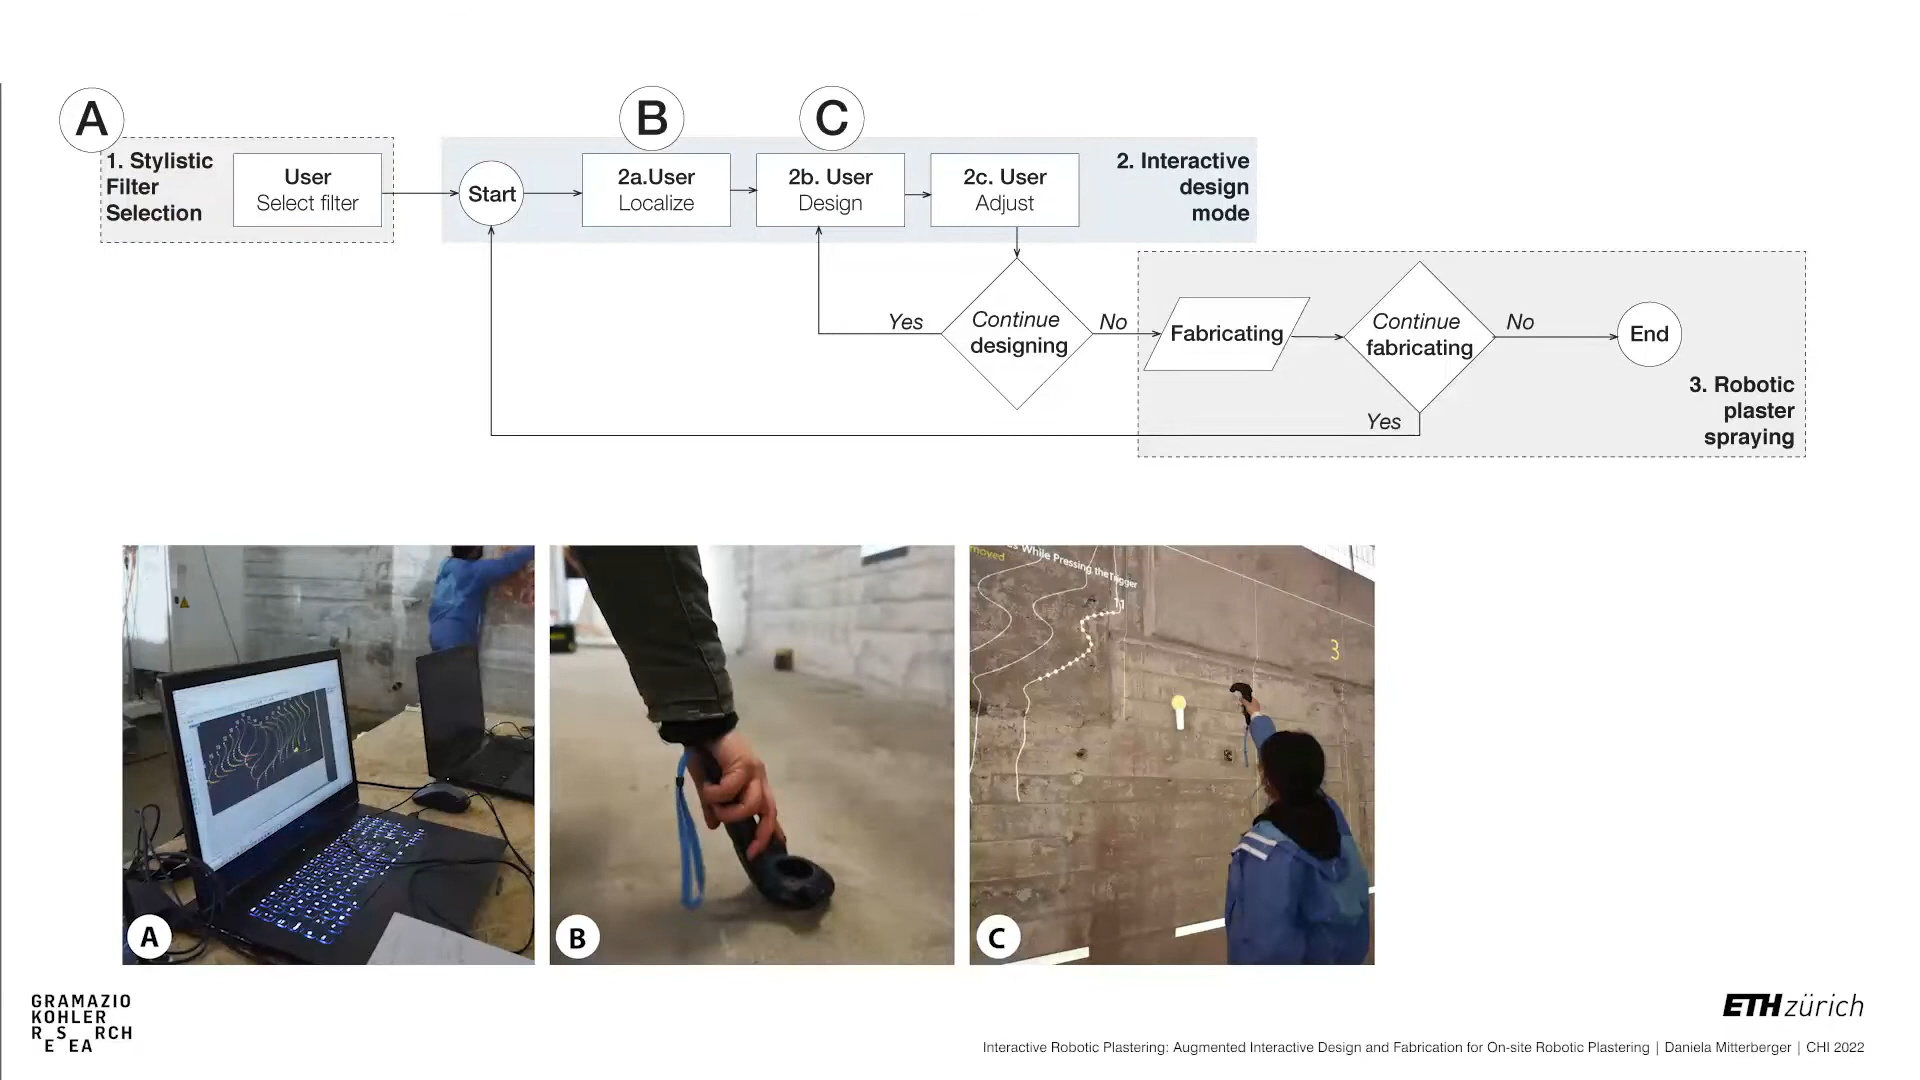 A
B
C
1. Stylistic
Filter
Selection
User
Select filter
Start
2a.User
Localize
2b. User
Design
2c. User
Adjust
2. Interactive
design
mode
Yes
Continue
designing
No
Fabricating
Continue
fabricating
No
End
Yes
3. Robotic
plaster
spraying
es While Pressing the Trigger
moved
11
3
A
B
C
GRAMAZIO
KOHLER
RESEARCH
ETH zürich
Interactive Robotic Plastering: Augmented Interactive Design and Fabrication for On-site Robotic Plastering | Daniela Mitterberger | CHI 2022